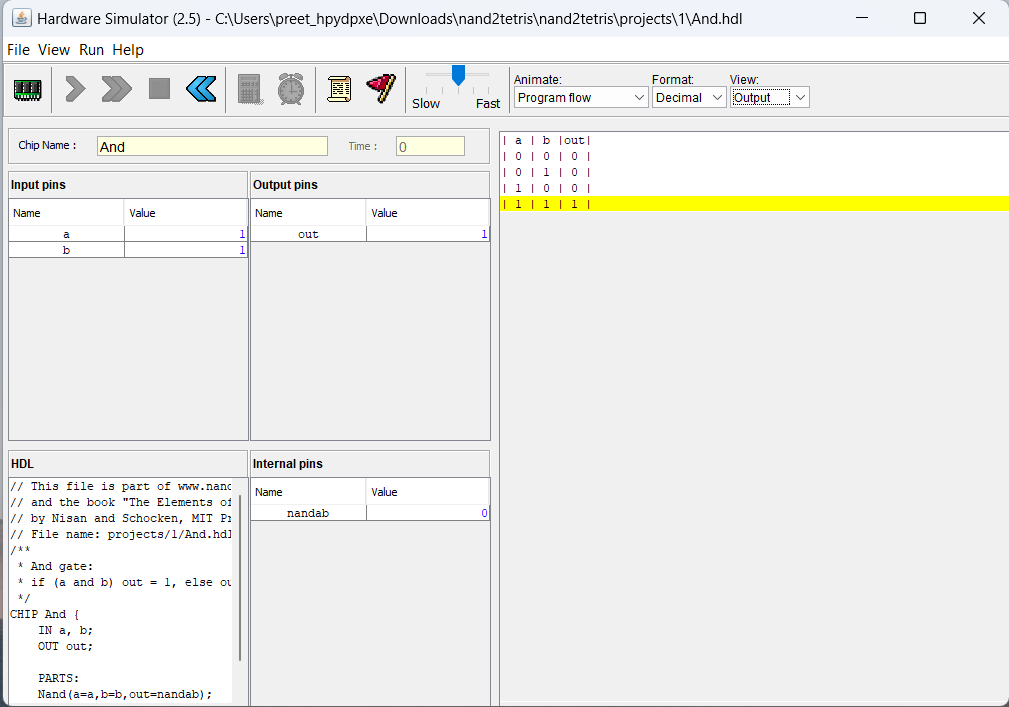 Hardware Simulator (2.5) - C:\Users\preet_hpydpxe\Downloads\nand2tetris\nand2tetris\projects\1\And.hdl
File View Run Help
Slow Fast
Animate: Format: View:
Program flow Decimal Output
Chip Name : And Time : 0
Input pins
Name Value
a 1
b 1
Output pins
Name Value
out 1
HDL
// This file is part of www.nand
// and the book "The Elements of
// by Nisan and Schocken, MIT Pr
// File name: projects/1/And.hdl
/**
* And gate:
* if (a and b) out = 1, else ou
*/
CHIP And {
IN a, b;
OUT out;
PARTS:
Nand(a=a,b=b,out=nandab);
Internal pins
Name Value
nandab 0
| a | b |out|
| 0 | 0 | 0 |
| 0 | 1 | 0 |
| 1 | 0 | 0 |
| 1 | 1 | 1 |